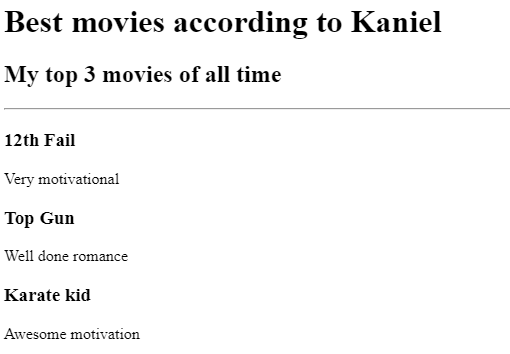 Best movies according to Kaniel
My top 3 movies of all time
12th Fail
Very motivational
Top Gun
Well done romance
Karate kid
Awesome motivation